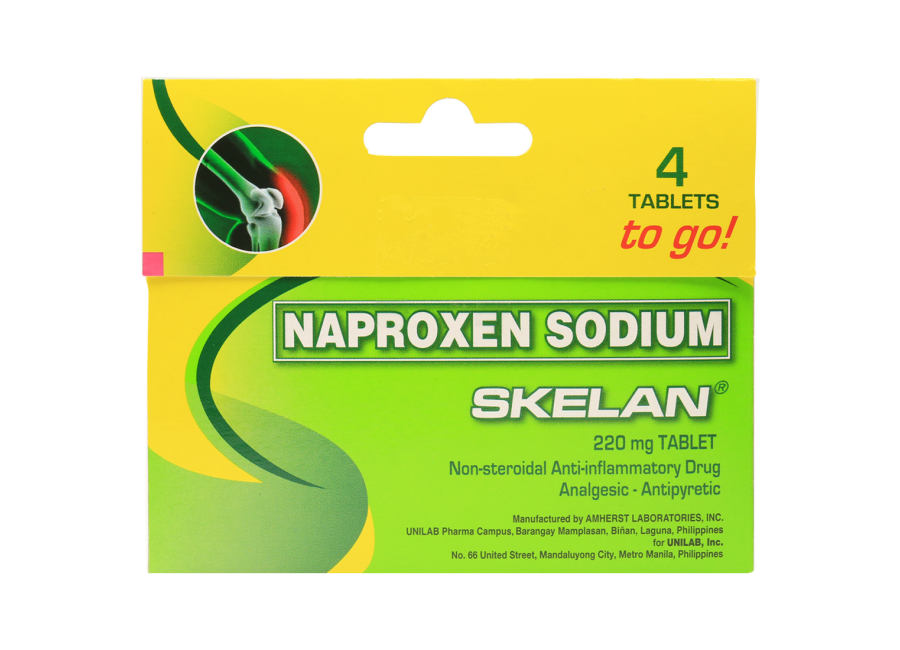 4
TABLETS
to go!
NAPROXEN SODIUM
SKELAN®
220 mg TABLET
Non-steroidal Anti-inflammatory Drug
Analgesic - Antipyretic
Manufactured by AMHERST LABORATORIES, INC.
UNILAB Pharma Campus, Barangay Mamplasan, Biñan, Laguna, Philippines
for UNILAB, Inc.
No. 66 United Street, Mandaluyong City, Metro Manila, Philippines